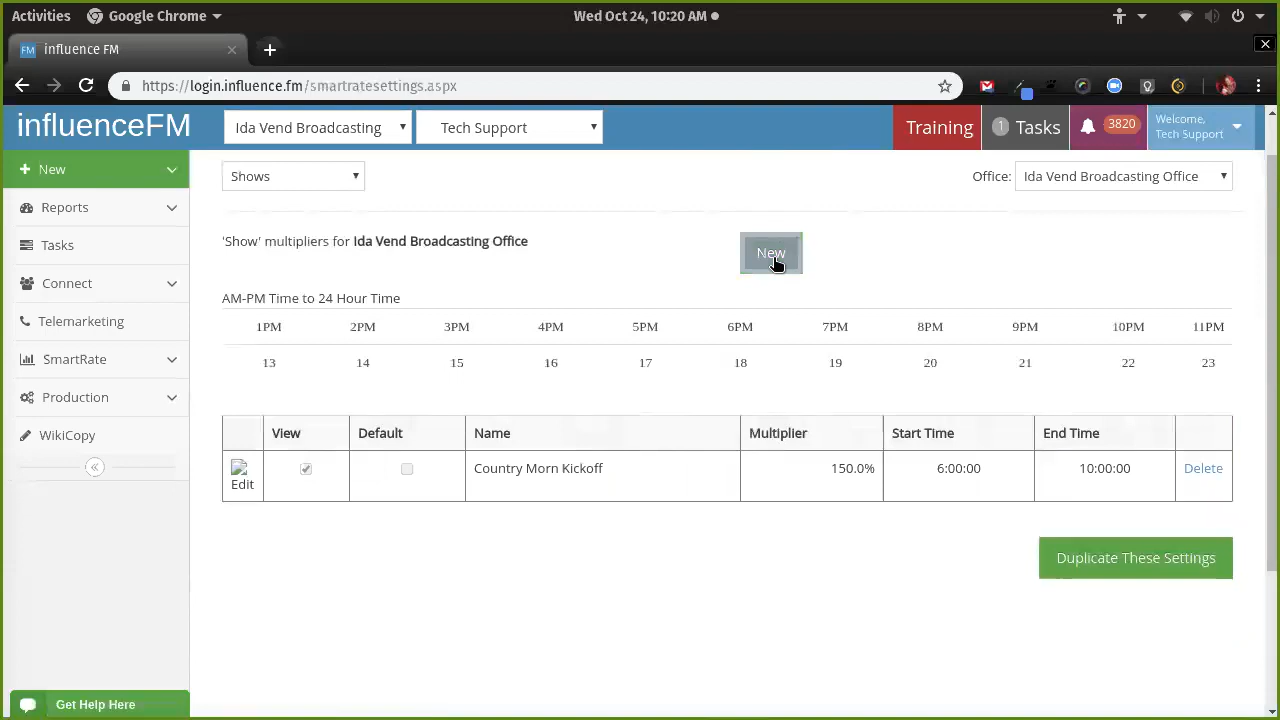 Activities Google Chrome Wed Oct 24, 10:20 AM
FM influence FM
https://login.influence.fm/smartratesettings.aspx
influenceFM Ida Vend Broadcasting Tech Support Training 1 Tasks 3820 Welcome, Tech Support
New
Reports
Tasks
Connect
Telemarketing
SmartRate
Production
WikiCopy
Get Help Here
Shows Office: Ida Vend Broadcasting Office
'Show' multipliers for Ida Vend Broadcasting Office New
AM-PM Time to 24 Hour Time
1PM 2PM 3PM 4PM 5PM 6PM 7PM 8PM 9PM 10PM 11PM
13 14 15 16 17 18 19 20 21 22 23
View Default Name Multiplier Start Time End Time
Edit Country Morn Kickoff 150.0% 6:00:00 10:00:00 Delete
Duplicate These Settings